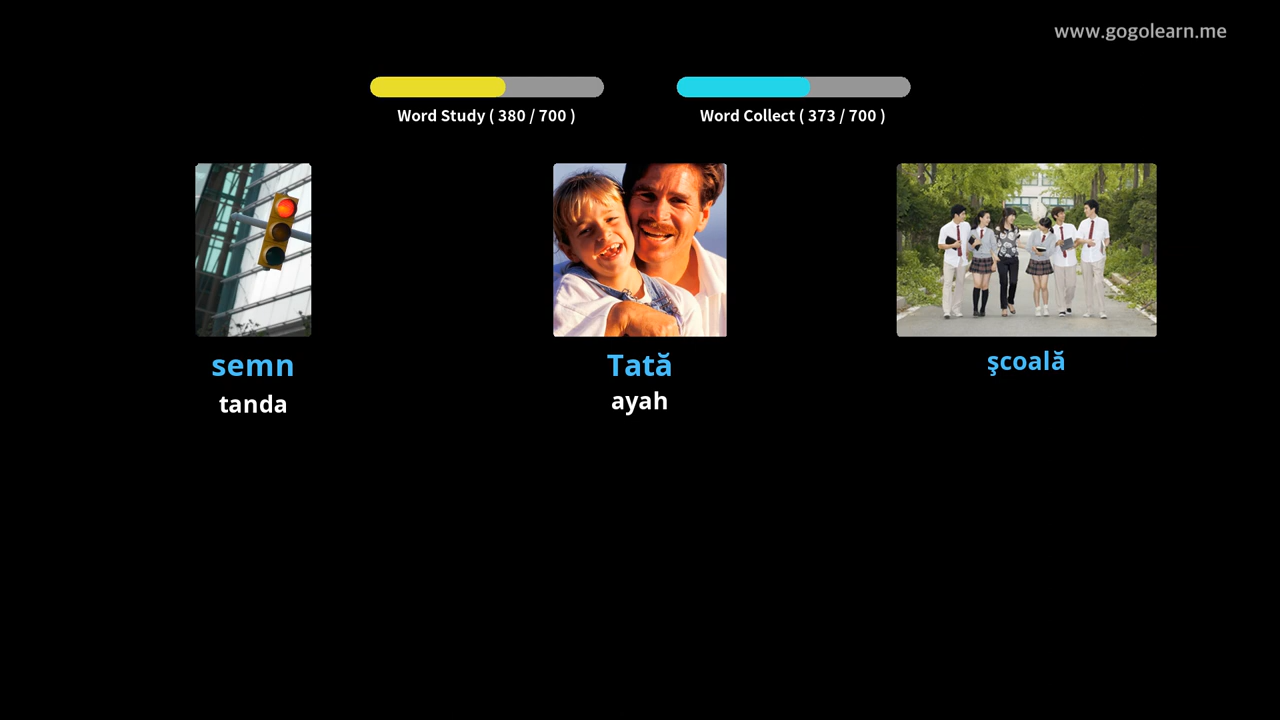 www.gogolearn.me
Word Study ( 380 / 700 )
Word Collect ( 373 / 700 )
semn
Tată
şcoală
tanda
ayah